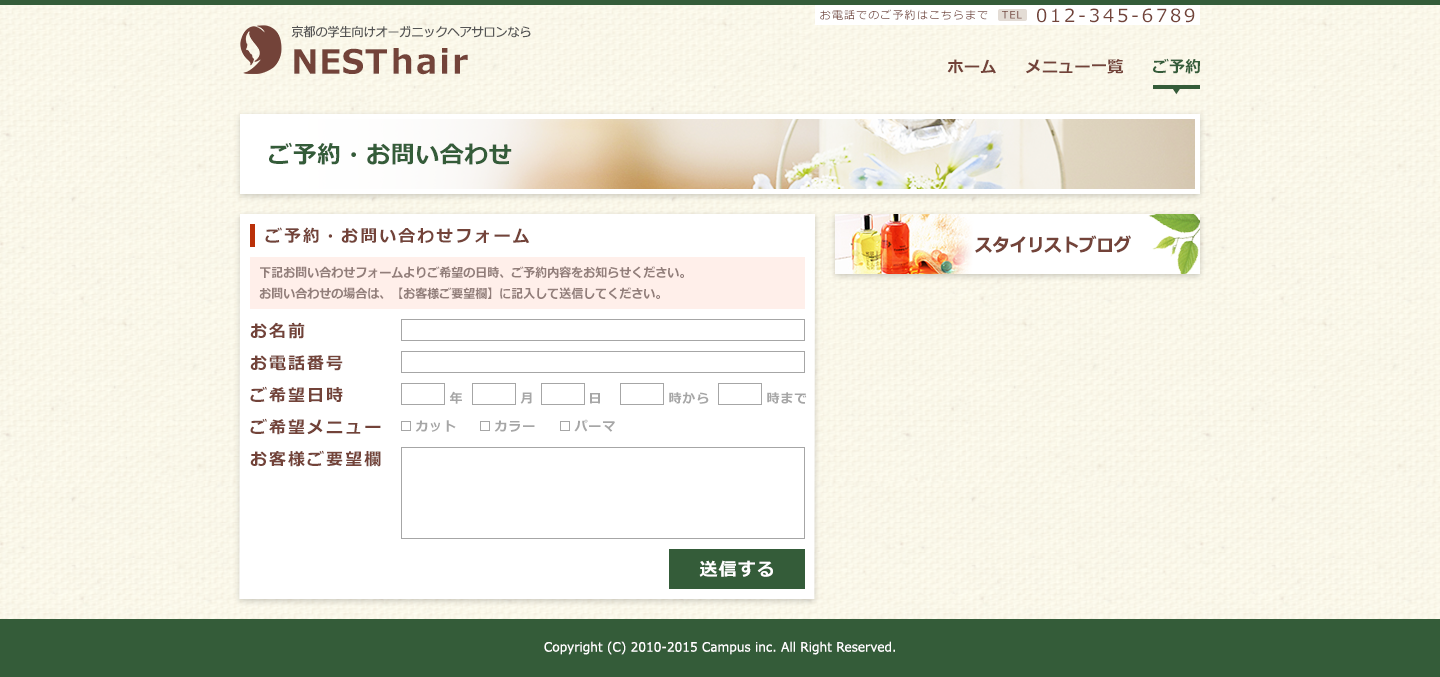 お電話でのご予約はこちらまで TEL 012-345-6789
京都の学生向けオーガニックヘアサロンなら
NESThair
ホーム メニュー一覧 ご予約
ご予約・お問い合わせ
ご予約・お問い合わせフォーム
下記お問い合わせフォームよりご希望の日時、ご予約内容をお知らせください。
お問い合わせの場合は、【お客様ご要望欄】に記入して送信してください。
お名前
お電話番号
ご希望日時 年 月 日 時から 時まで
ご希望メニュー カット カラー パーマ
お客様ご要望欄
送信する
スタイリストブログ
Copyright (C) 2010-2015 Campus inc. All Right Reserved.